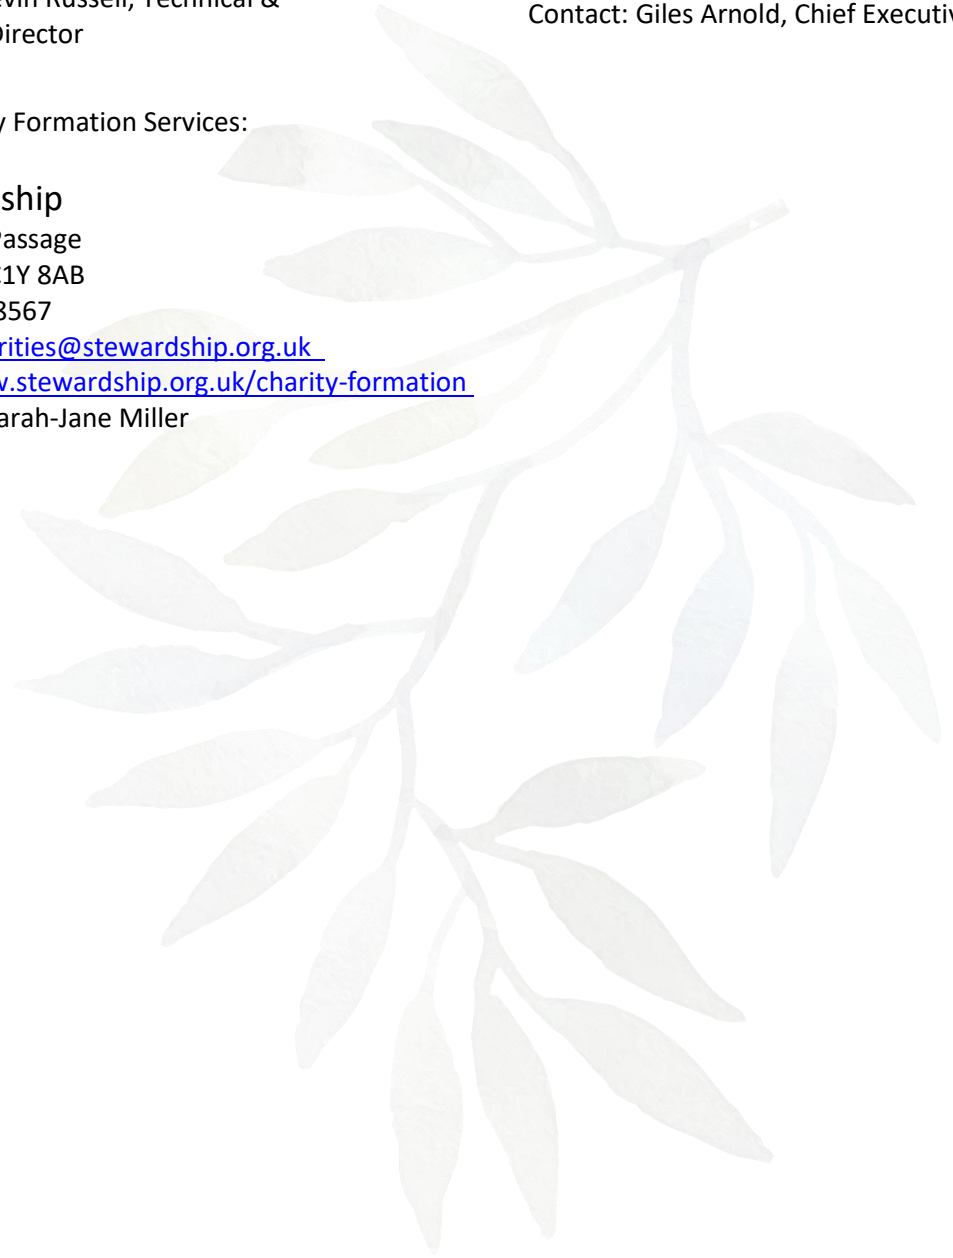 vin Russell, Technical &
Director
y Formation Services:
ship
Passage
1Y 8AB
8567
rities@stewardship.org.uk
.stewardship.org.uk/charity-formation
arah-Jane Miller
Contact: Giles Arnold, Chief Executiv